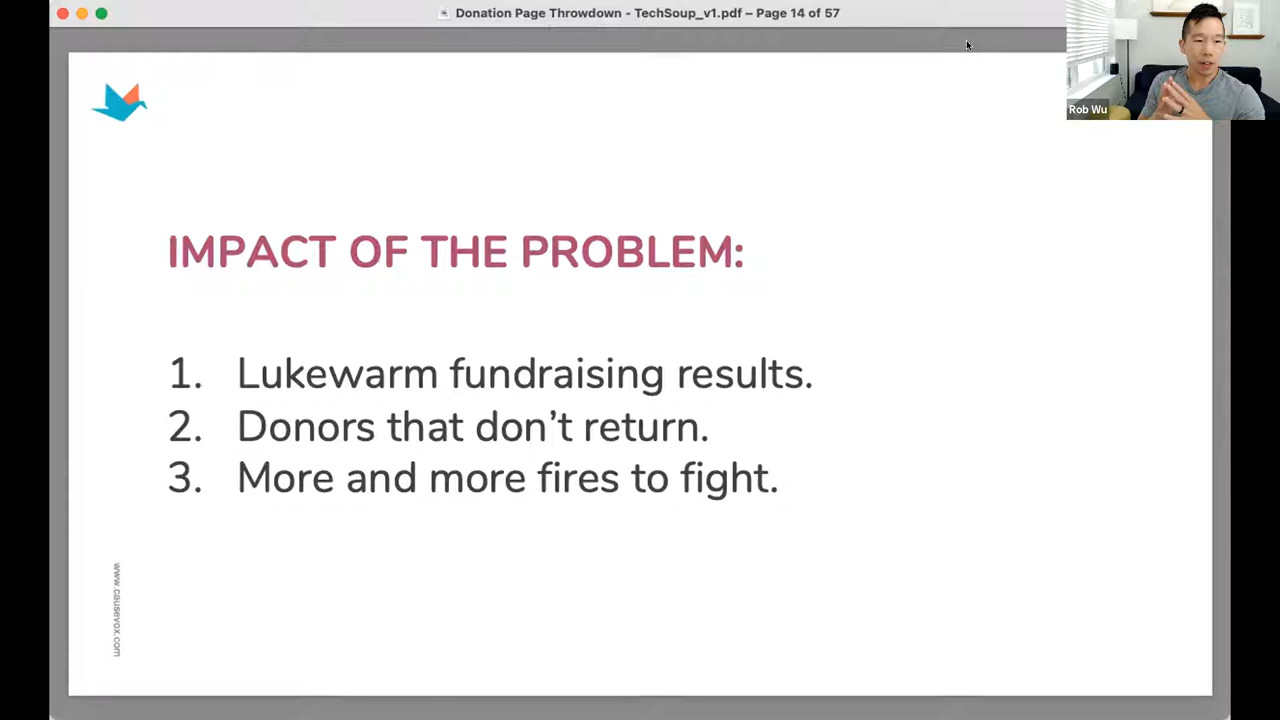 Donation Page Throwdown - TechSoup_v1.pdf – Page 14 of 57
Rob Wu
IMPACT OF THE PROBLEM:
1. Lukewarm fundraising results.
2. Donors that don’t return.
3. More and more fires to fight.
www.causevox.com